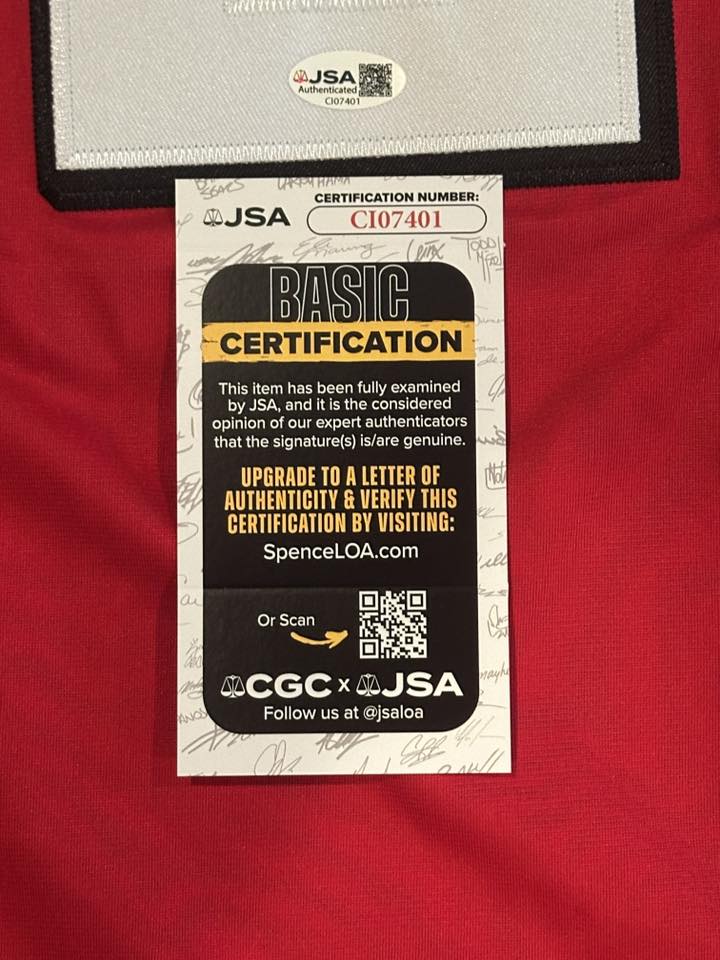 JSA
Authenticated
CI07401
JSA
CERTIFICATION NUMBER:
CI07401
BASIC
CERTIFICATION
This item has been fully examined
by JSA, and it is the considered
opinion of our expert authenticators
that the signature(s) is/are genuine.
UPGRADE TO A LETTER OF
AUTHENTICITY & VERIFY THIS
CERTIFICATION BY VISITING:
SpenceLOA.com
Or Scan
CGC x JSA
Follow us at @jsaloa